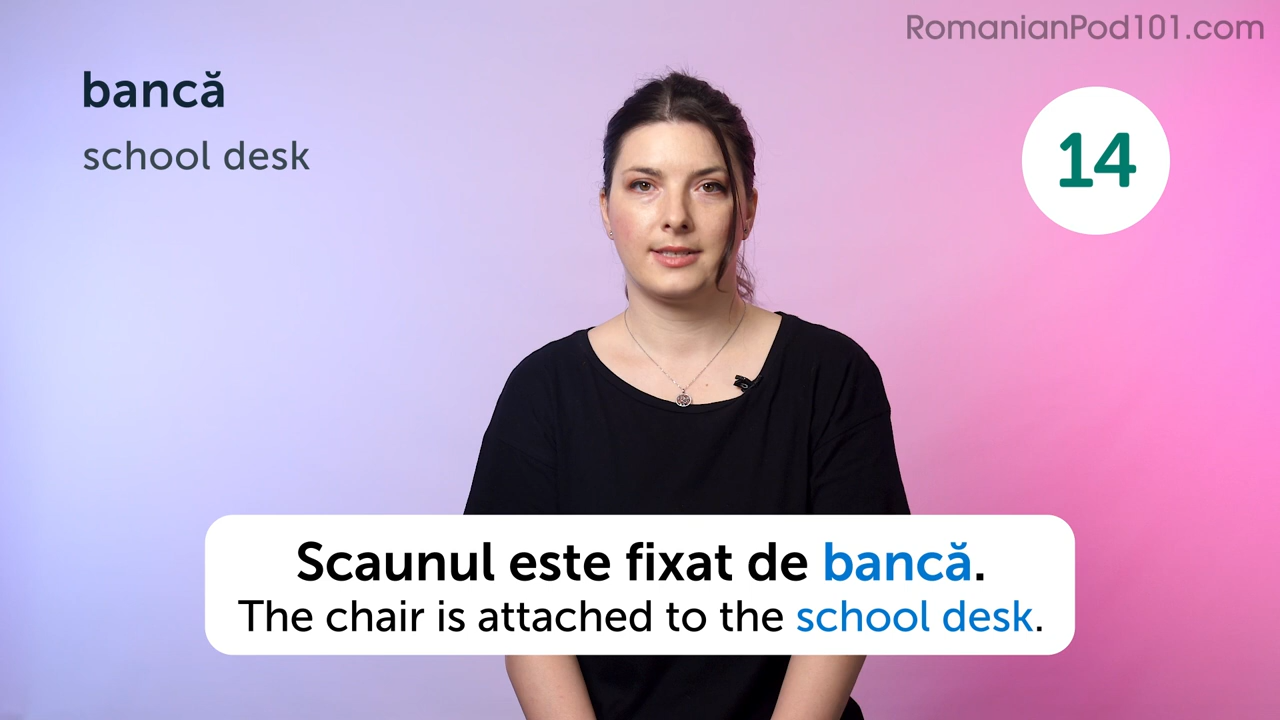 RomanianPod101.com
bancă
school desk
14
Scaunul este fixat de bancă.
The chair is attached to the school desk.